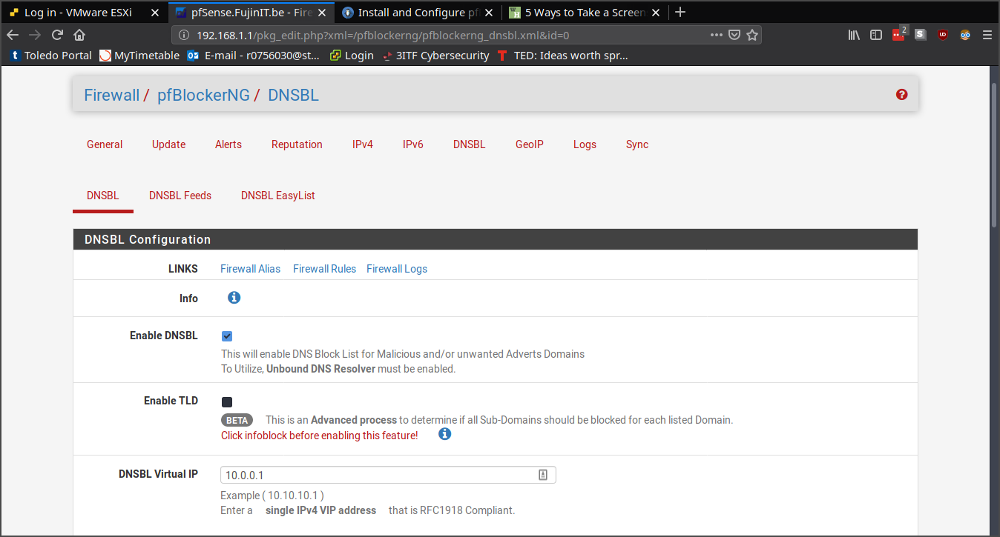 Log in - VMware ESXi
pfSense.FujinIT.be - Fire
Install and Configure pf
5 Ways to Take a Screen
192.168.1.1/pkg_edit.php?xml=/pfblockerng/pfblockerng_dnsbl.xml&id=0
2
Toledo Portal
MyTimetable
E-mail - r0756030@st...
Login
3ITF Cybersecurity
TED: Ideas worth spr...
Firewall / pfBlockerNG / DNSBL
General Update Alerts Reputation IPv4 IPv6 DNSBL GeoIP Logs Sync
DNSBL DNSBL Feeds DNSBL EasyList
DNSBL Configuration
LINKS Firewall Alias Firewall Rules Firewall Logs
Info
Enable DNSBL
This will enable DNS Block List for Malicious and/or unwanted Adverts Domains
To Utilize, Unbound DNS Resolver must be enabled.
Enable TLD
BETA This is an Advanced process to determine if all Sub-Domains should be blocked for each listed Domain.
Click infoblock before enabling this feature!
DNSBL Virtual IP 10.0.0.1
Example ( 10.10.10.1 )
Enter a single IPv4 VIP address that is RFC1918 Compliant.